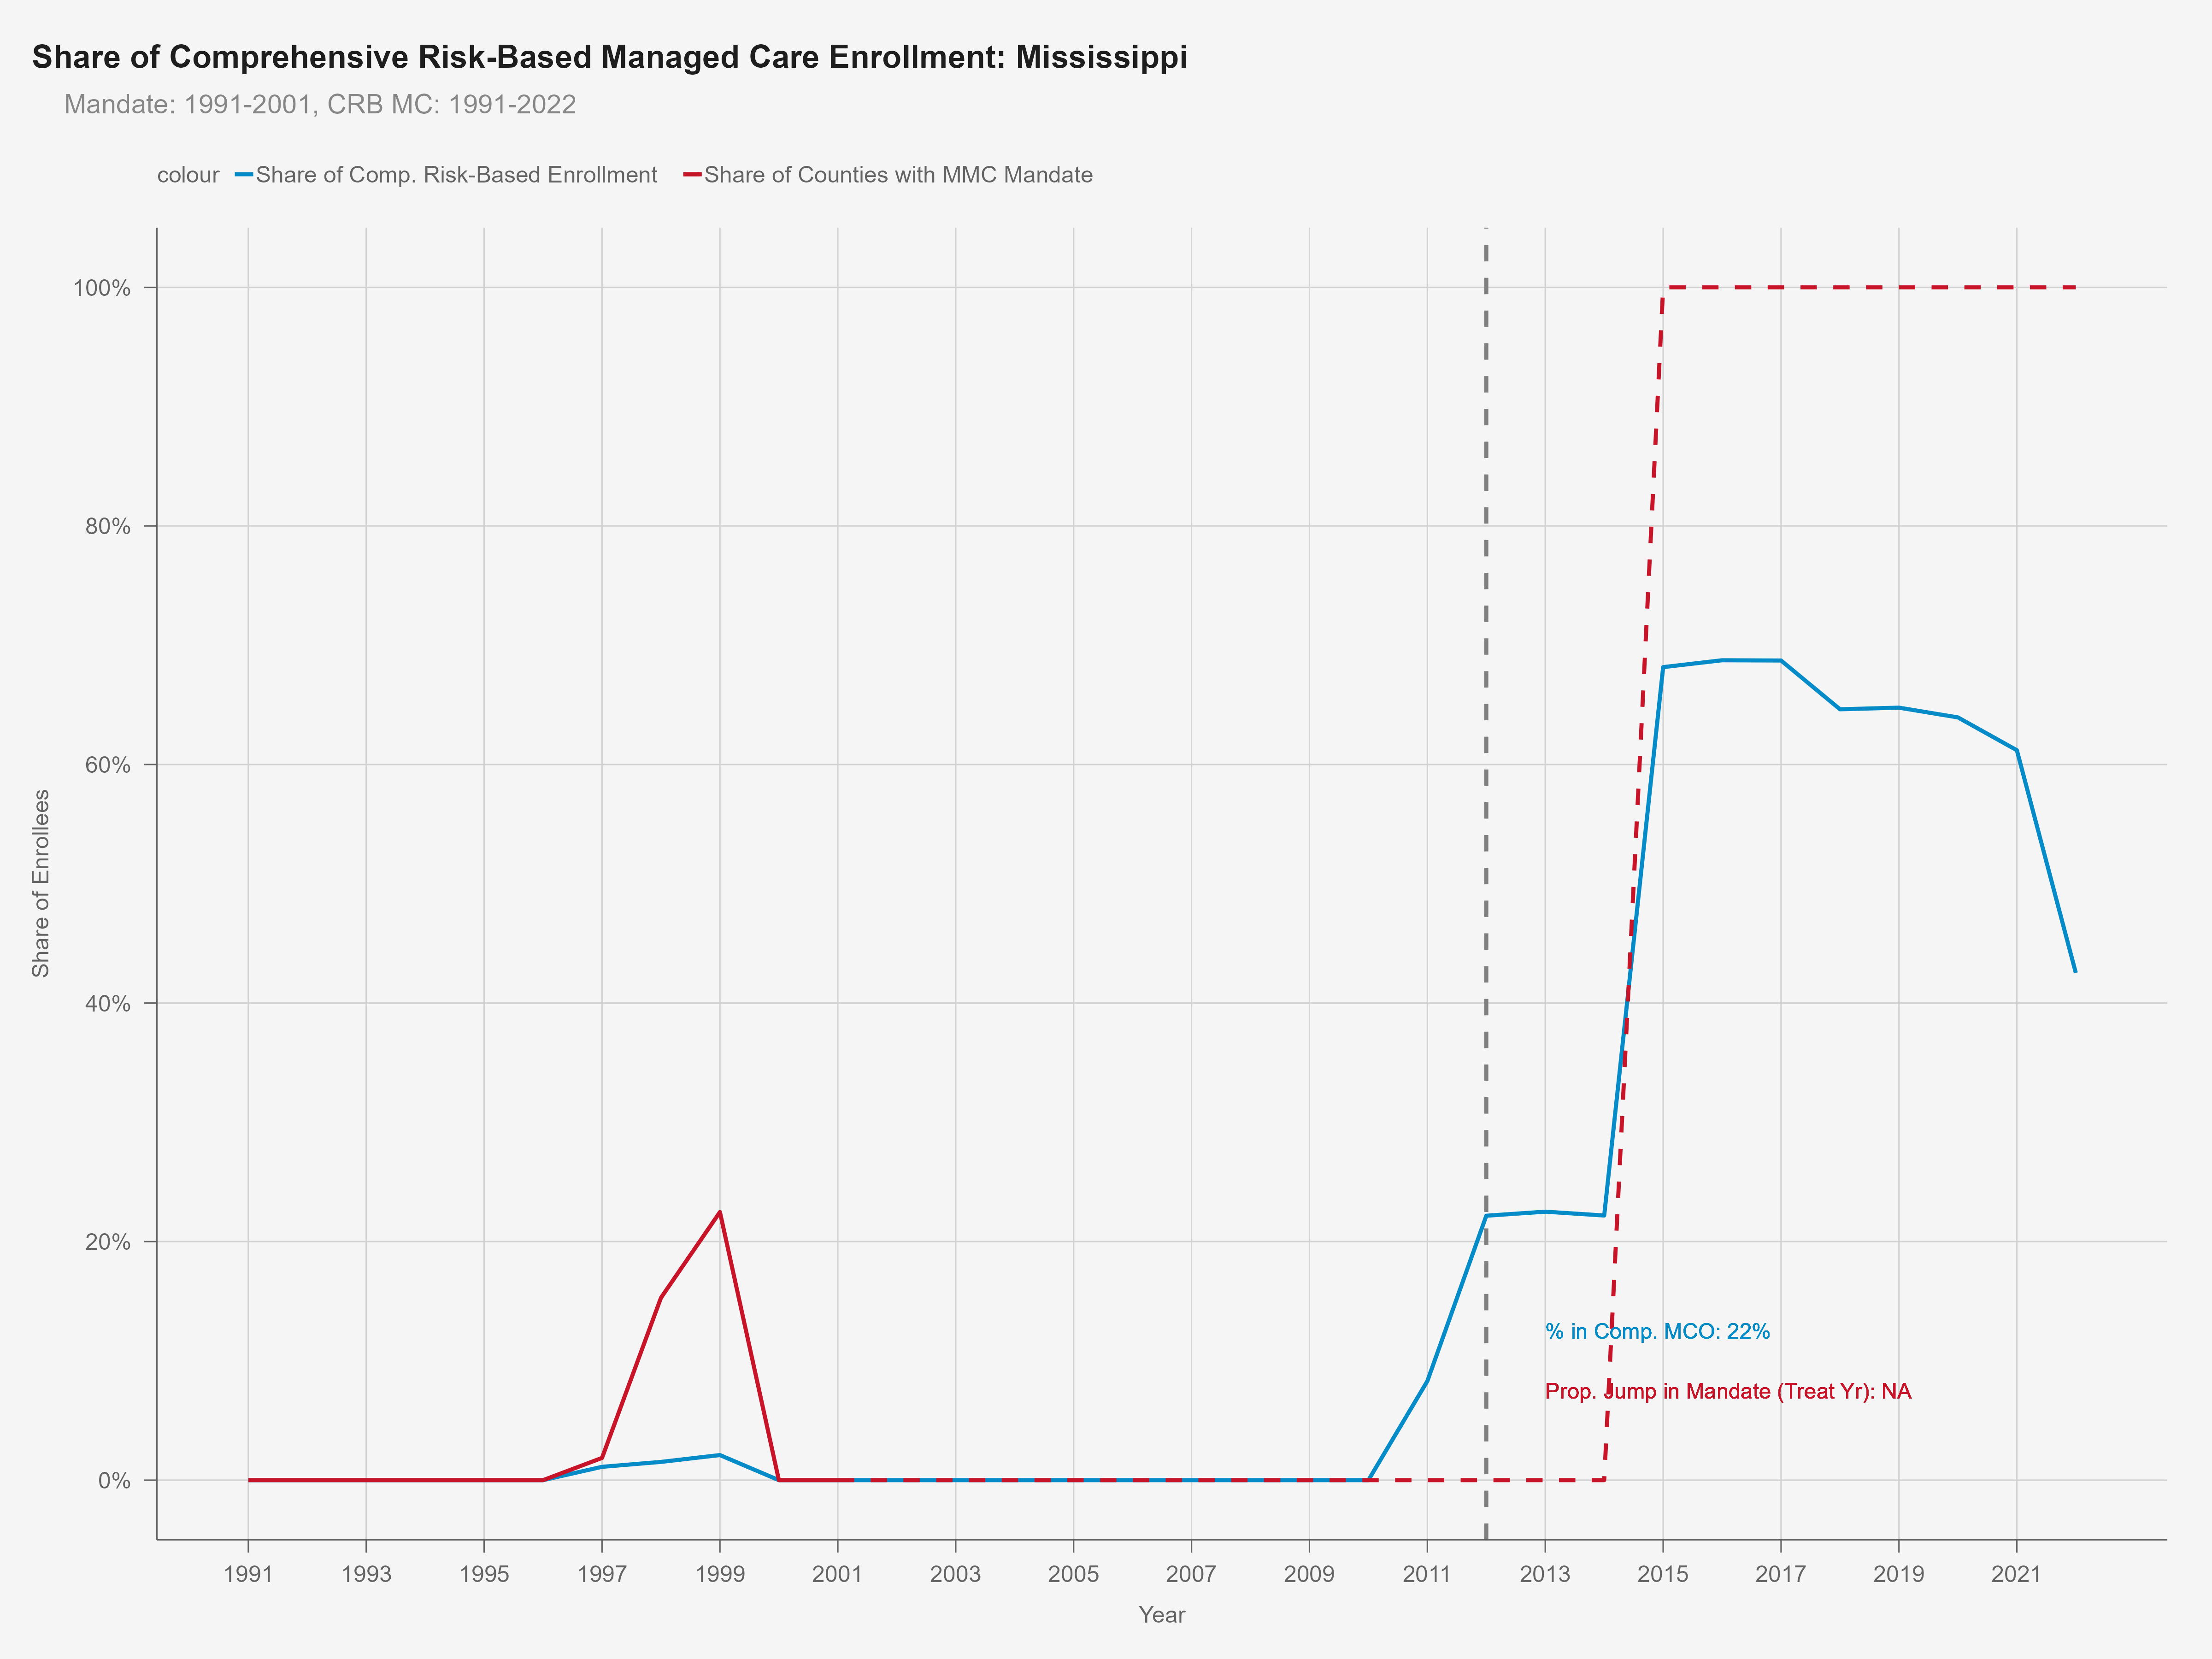 Share of Comprehensive Risk-Based Managed Care Enrollment: Mississippi
Mandate: 1991-2001, CRB MC: 1991-2022
colour Share of Comp. Risk-Based Enrollment Share of Counties with MMC Mandate
100%
80%
60%
40%
20%
0%
Share of Enrollees
% in Comp. MCO: 22%
Prop. Jump in Mandate (Treat Yr): NA
1991 1993 1995 1997 1999 2001 2003 2005 2007 2009 2011 2013 2015 2017 2019 2021
Year